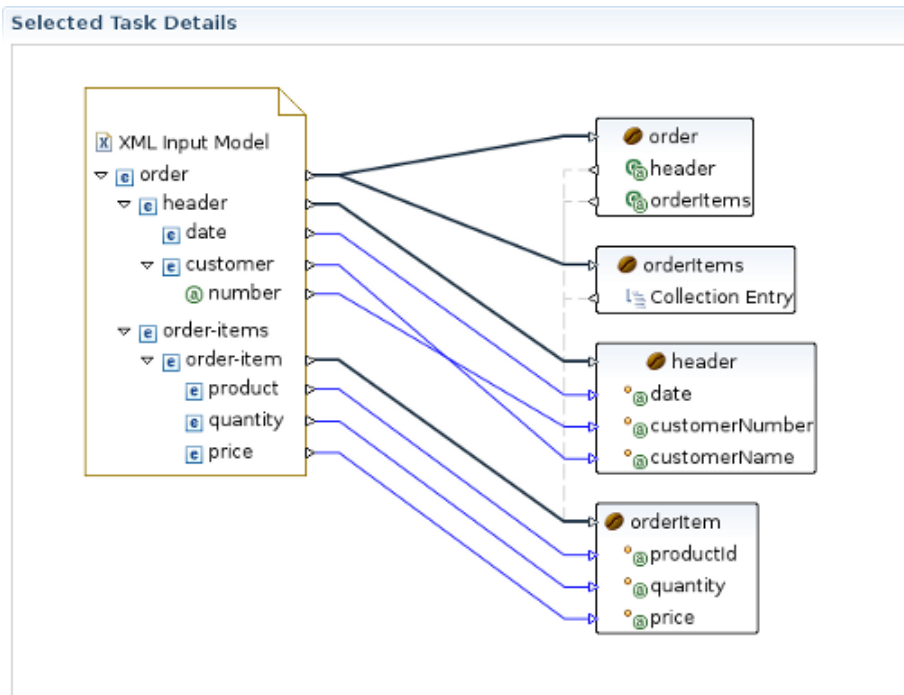 Selected Task Details
XML Input Model
order
header
date
customer
number
order-items
order-item
product
quantity
price
order
header
orderItems
orderItems
Collection Entry
header
date
customerNumber
customerName
orderItem
productId
quantity
price